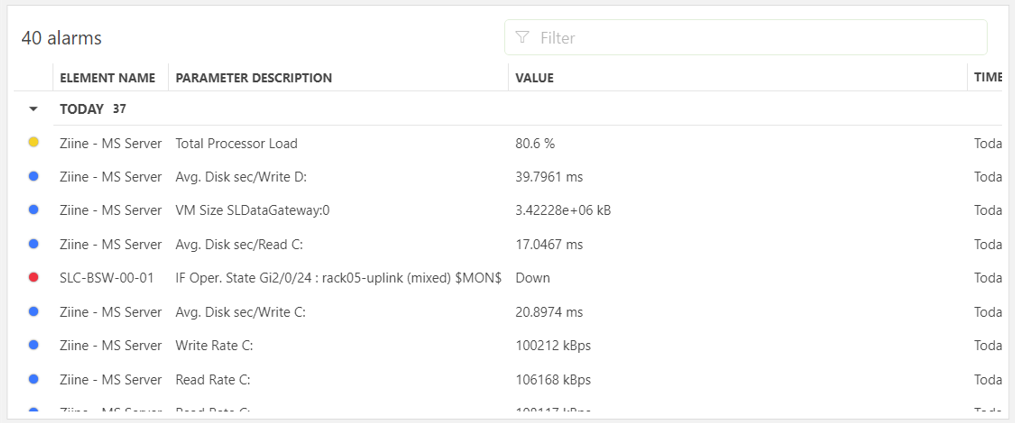 40 alarms
Filter
ELEMENT NAME PARAMETER DESCRIPTION VALUE TIME
TODAY 37
Ziine - MS Server Total Processor Load 80.6 % Toda
Ziine - MS Server Avg. Disk sec/Write D: 39.7961 ms Toda
Ziine - MS Server VM Size SLDataGateway:0 3.42228e+06 kB Toda
Ziine - MS Server Avg. Disk sec/Read C: 17.0467 ms Toda
SLC-BSW-00-01 IF Oper. State Gi2/0/24 : rack05-uplink (mixed) $MON$ Down Toda
Ziine - MS Server Avg. Disk sec/Write C: 20.8974 ms Toda
Ziine - MS Server Write Rate C: 100212 kBps Toda
Ziine - MS Server Read Rate C: 106168 kBps Toda
Ziine - MS Server Read Rate C: